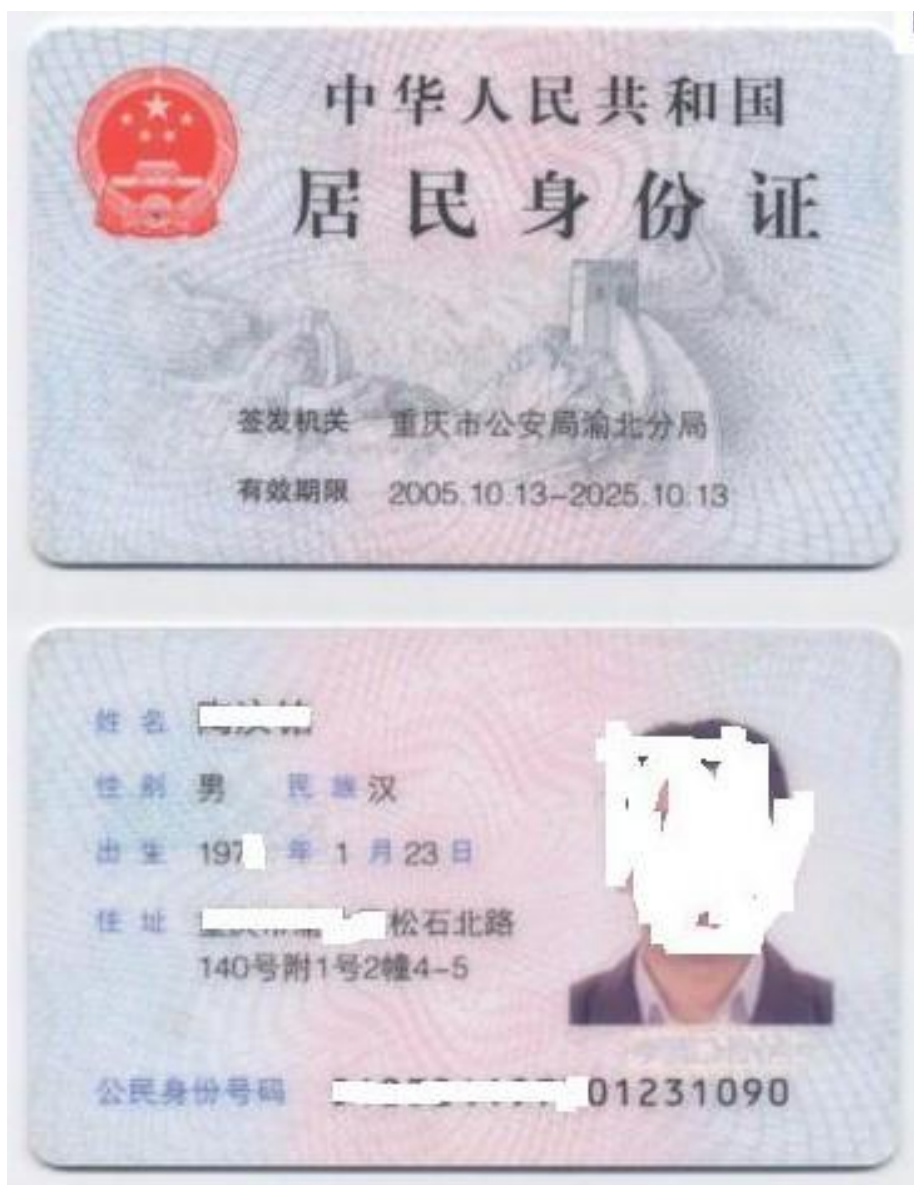 中华人民共和国
居民身份证
签发机关 重庆市公安局渝北分局
有效期限 2005.10.13-2025.10.13
姓名
性别 男 民族 汉
出生 197 年 1 月 23 日
住址 松石北路
140号附1号2幢4-5
公民身份号码 01231090